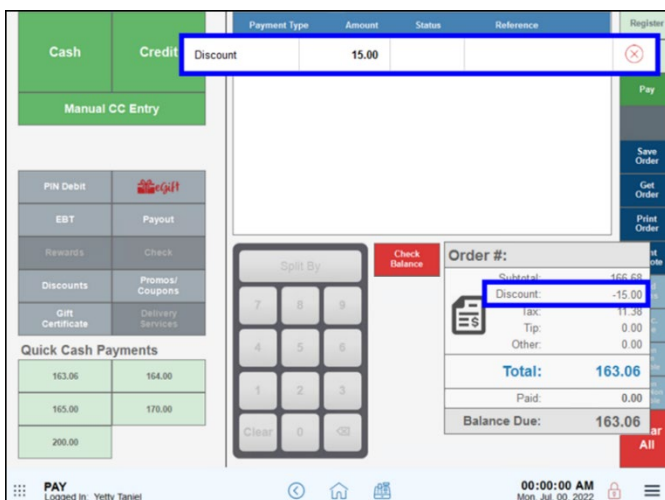 Payment Type Amount Status Reference Register
Cash Credit
Discount 15.00
Manual CC Entry
Pay
Save
Order
PIN Debit eGift
Get
Order
EBT Payout
Print
Order
Rewards Check
Discounts Promos/
Coupons
Gift
Certificate
Delivery
Services
Split By
Check
Balance
7 8 9
4 5 6
1 2 3
Clear 0
Order #:
Subtotal: 166.68
Discount: -15.00
Tax: 11.38
Tip: 0.00
Other: 0.00
Total: 163.06
Paid: 0.00
Balance Due: 163.06
Quick Cash Payments
163.06 164.00
165.00 170.00
200.00
All
PAY
Logged In: Yetty Taniel
00:00:00 AM
Mon, Jul, 00, 2022